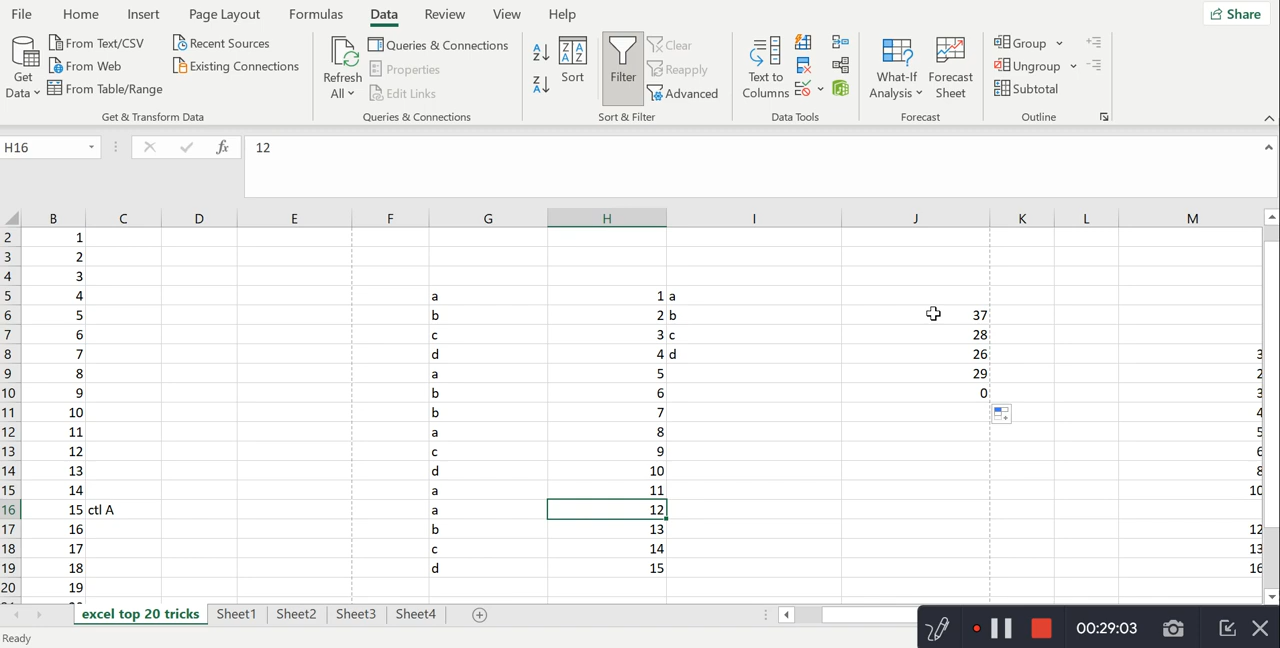 File Home Insert Page Layout Formulas Data Review View Help Share
Get Data
From Text/CSV
From Web
From Table/Range
Recent Sources
Existing Connections
Get & Transform Data
Refresh All
Queries & Connections
Properties
Edit Links
Queries & Connections
Sort
Filter
Clear
Reapply
Advanced
Sort & Filter
Text to Columns
Data Tools
What-If Analysis
Forecast Sheet
Forecast
Group
Ungroup
Subtotal
Outline
H16 fx 12
B C D E F G H I J K L M
2 1
3 2
4 3
5 4 a 1 a
6 5 b 2 b 37
7 6 c 3 c 28
8 7 d 4 d 26 3
9 8 a 5 29 2
10 9 b 6 0 3
11 10 b 7 4
12 11 a 8 5
13 12 c 9 6
14 13 d 10 8
15 14 a 11 10
16 15 ctl A a 12
17 16 b 13 12
18 17 c 14 13
19 18 d 15 16
20 19
excel top 20 tricks Sheet1 Sheet2 Sheet3 Sheet4
Ready
00:29:03